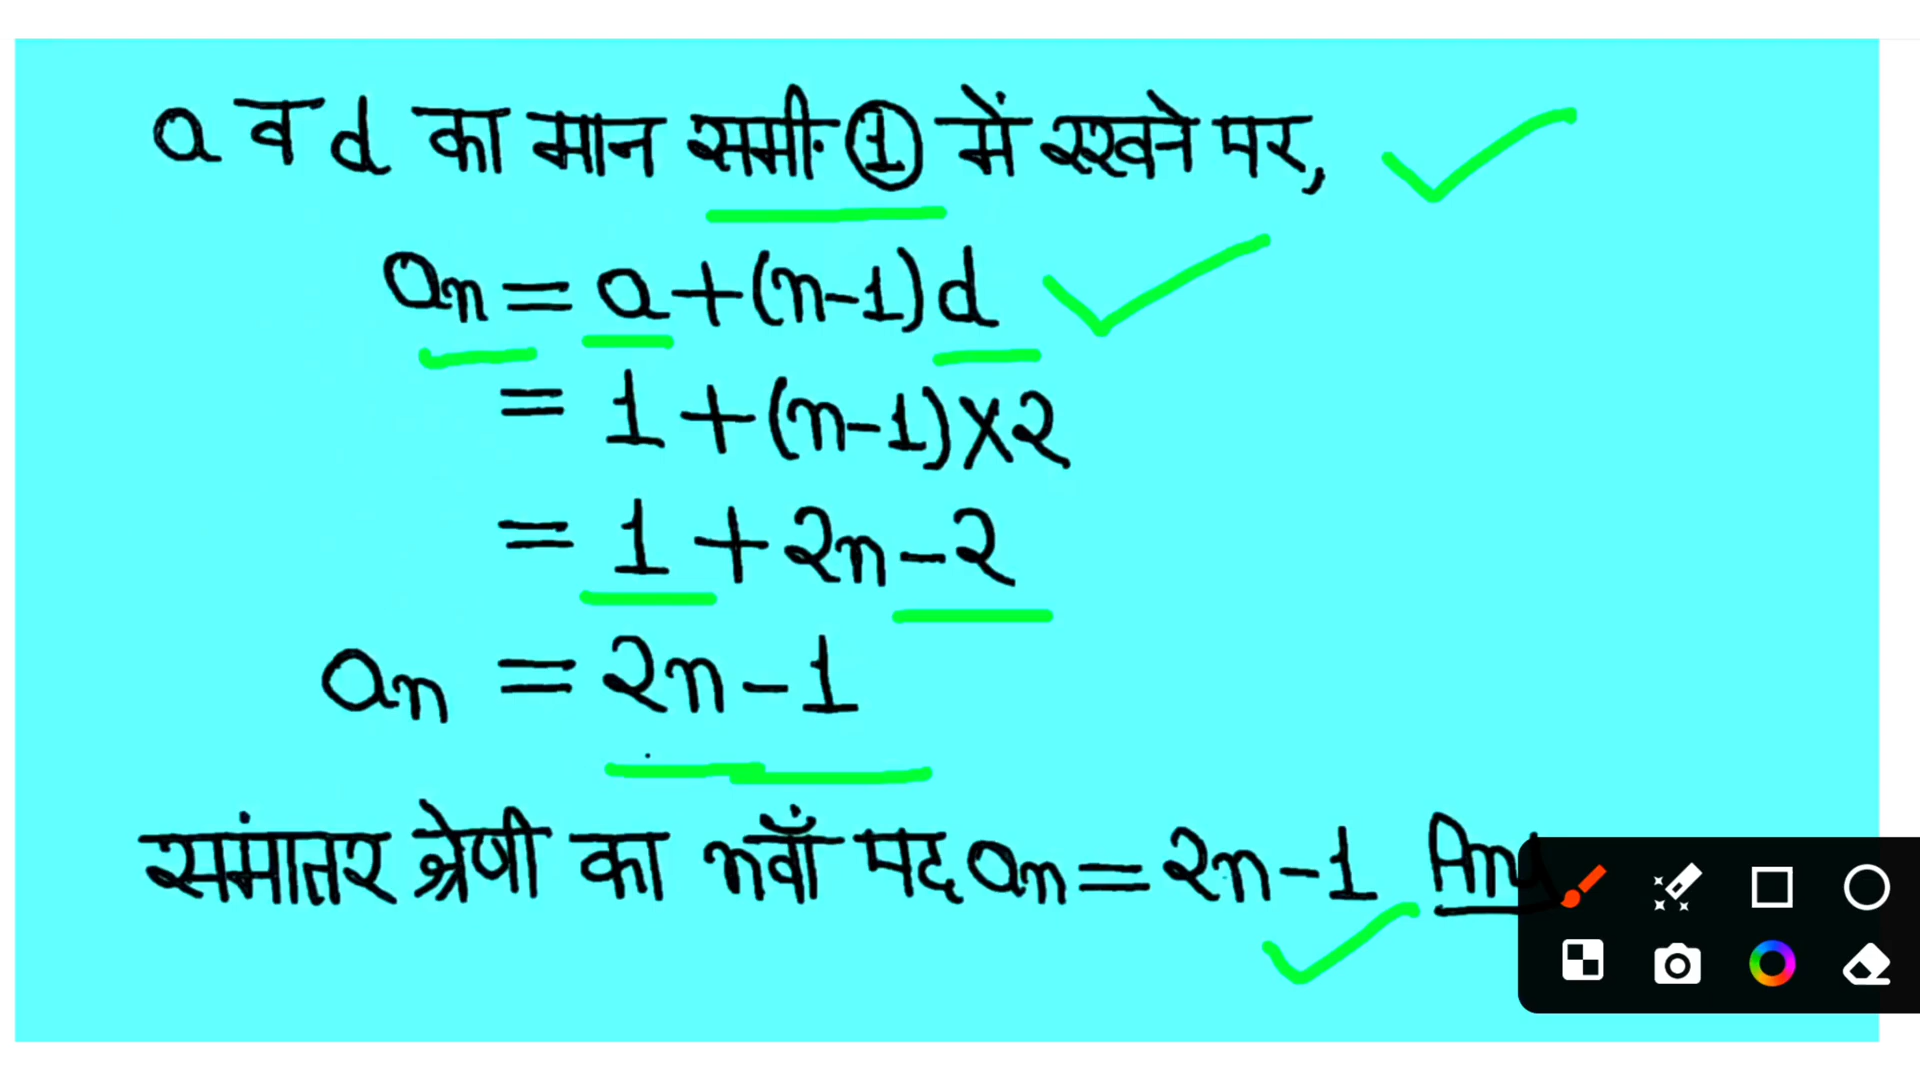 a व d का मान समी. ① में रखने पर,
an = a + (n-1) d
= 1 + (n-1) × 2
= 1 + 2n - 2
an = 2n - 1
समांतर श्रेणी का nवाँ पद an = 2n - 1 Ans